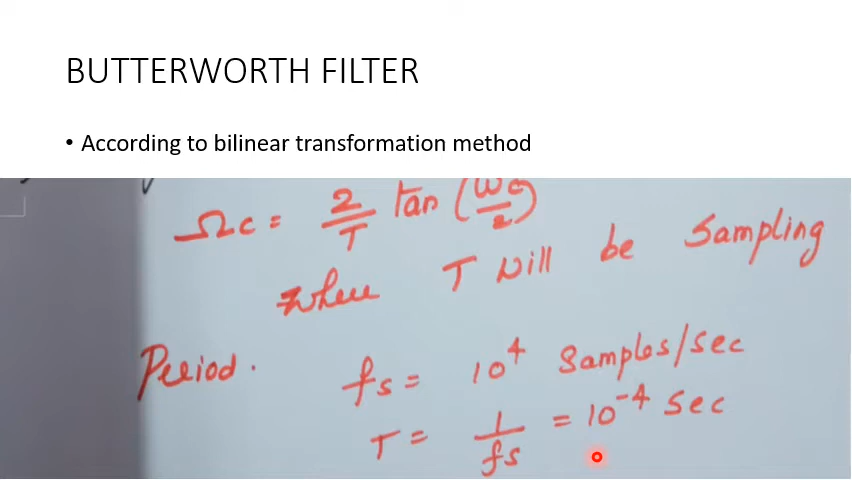 BUTTERWORTH FILTER
• According to bilinear transformation method
Ωc = 2/T tan (ωc/2)
where T will be Sampling
Period.
fs = 10⁴ Samples/sec
T = 1/fs = 10⁻⁴ Sec